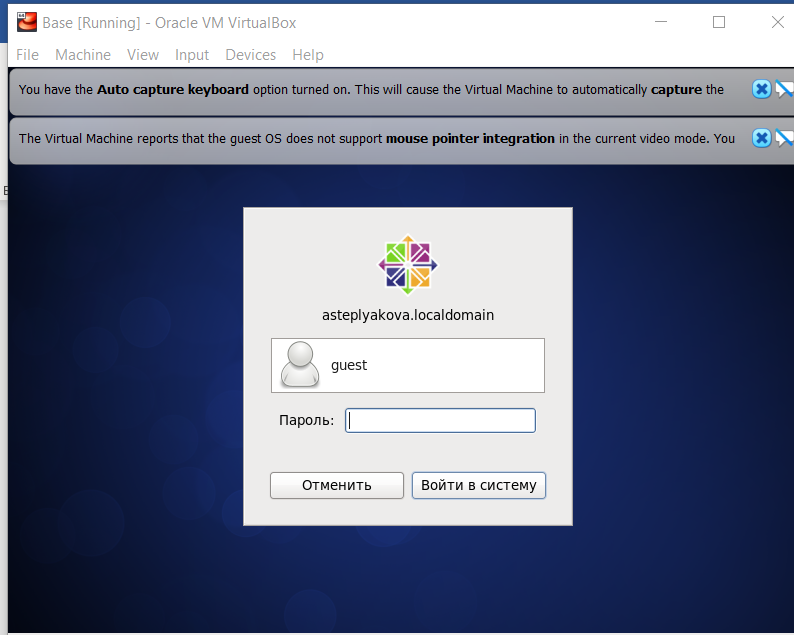 Base [Running] - Oracle VM VirtualBox
File Machine View Input Devices Help
You have the Auto capture keyboard option turned on. This will cause the Virtual Machine to automatically capture the
The Virtual Machine reports that the guest OS does not support mouse pointer integration in the current video mode. You
asteplyakova.localdomain
guest
Пароль:
Отменить Войти в систему